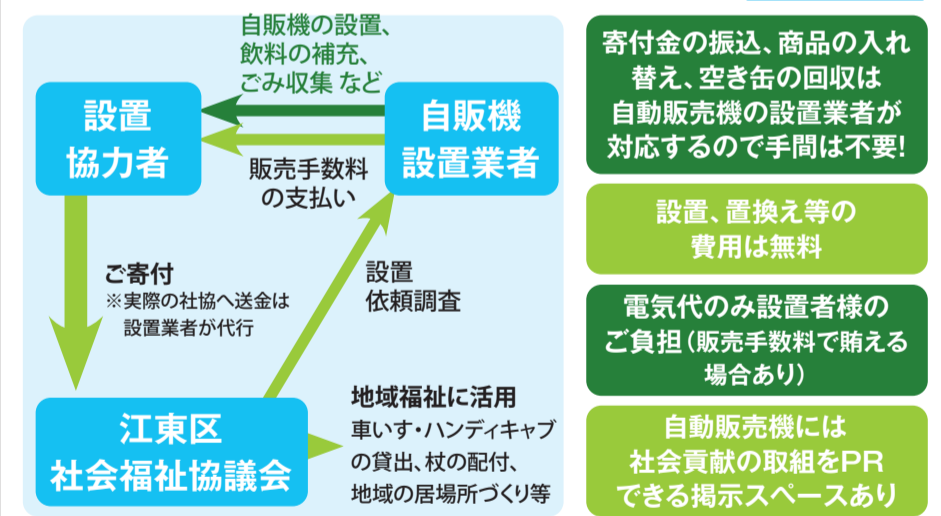 自販機の設置、
飲料の補充、
ごみ収集 など
設置
協力者
自販機
設置業者
販売手数料
の支払い
ご寄付
※実際の社協へ送金は
設置業者が代行
設置
依頼調査
江東区
社会福祉協議会
地域福祉に活用
車いす・ハンディキャブ
の貸出、杖の配付、
地域の居場所づくり等
寄付金の振込、商品の入れ
替え、空き缶の回収は
自動販売機の設置業者が
対応するので手間は不要!
設置、置換え等の
費用は無料
電気代のみ設置者様の
ご負担(販売手数料で賄える
場合あり)
自動販売機には
社会貢献の取組をPR
できる掲示スペースあり